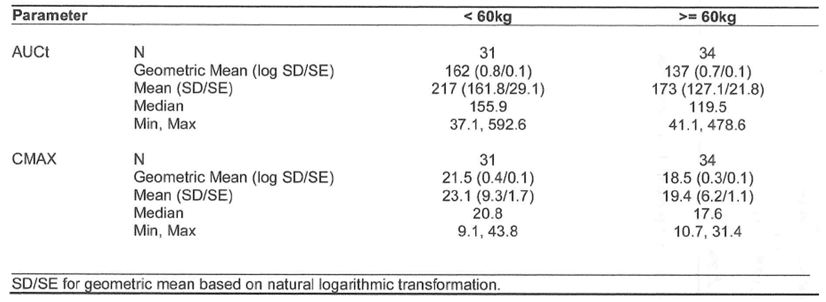 Parameter < 60kg >= 60kg
AUCt N 31 34
Geometric Mean (log SD/SE) 162 (0.8/0.1) 137 (0.7/0.1)
Mean (SD/SE) 217 (161.8/29.1) 173 (127.1/21.8)
Median 155.9 119.5
Min, Max 37.1, 592.6 41.1, 478.6
CMAX N 31 34
Geometric Mean (log SD/SE) 21.5 (0.4/0.1) 18.5 (0.3/0.1)
Mean (SD/SE) 23.1 (9.3/1.7) 19.4 (6.2/1.1)
Median 20.8 17.6
Min, Max 9.1, 43.8 10.7, 31.4
SD/SE for geometric mean based on natural logarithmic transformation.